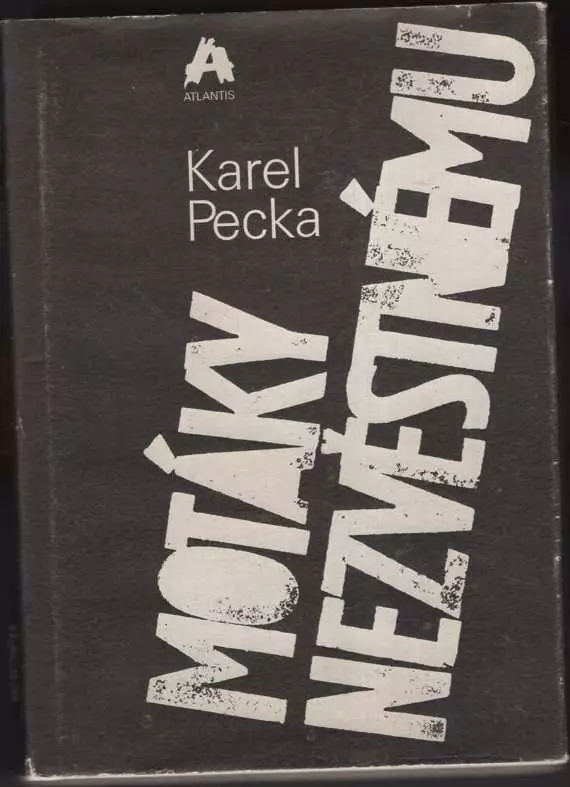 ATLANTIS
Karel
Pecka
MOTÁKY
NEZVĚSTNÉMU